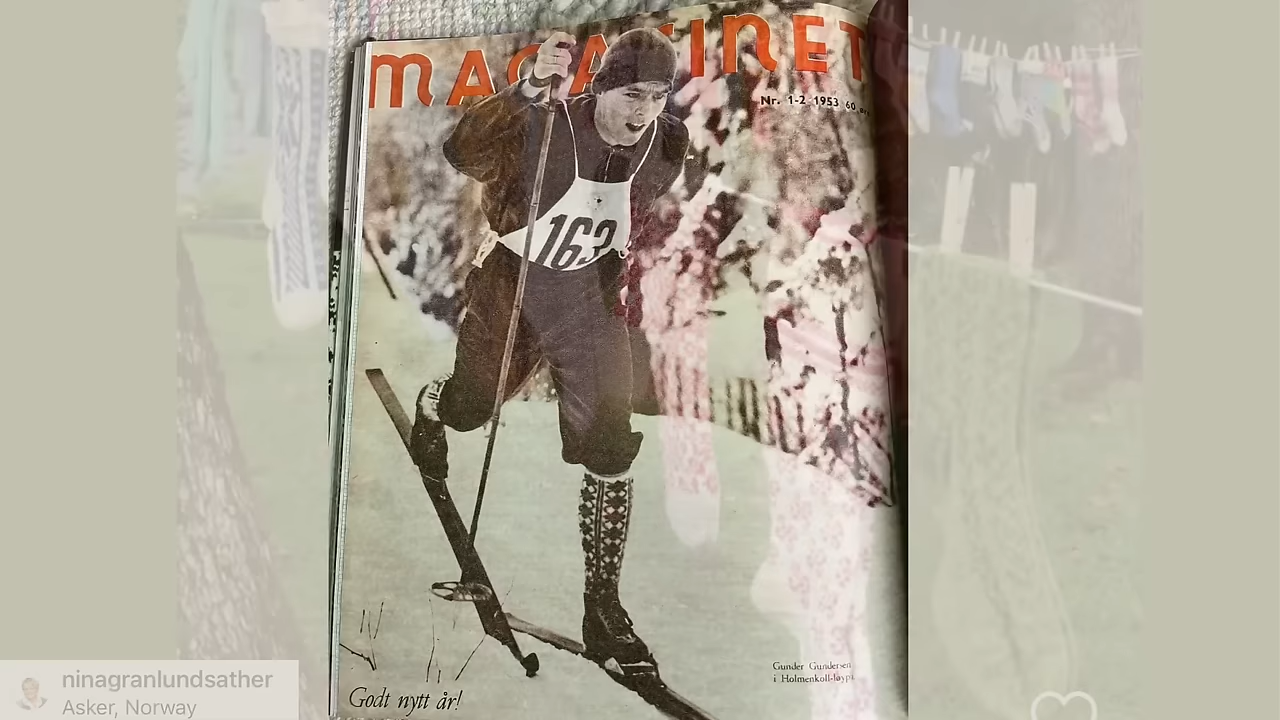 MAGASINET
Nr. 1-2 1953 60 øre
163
Gunder Gundersen
i Holmenkoll-løypa
Godt nytt år!
ninagranlundsather
Asker, Norway